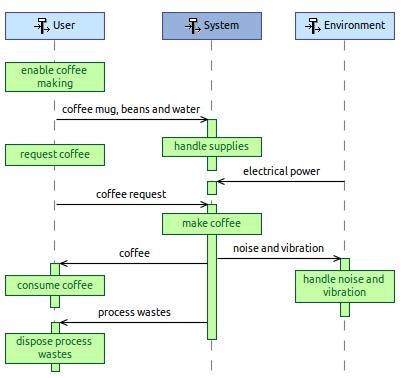 User
System
Environment
enable coffee
making
coffee mug, beans and water
handle supplies
request coffee
electrical power
coffee request
make coffee
coffee
noise and vibration
consume coffee
handle noise and
vibration
process wastes
dispose process
wastes